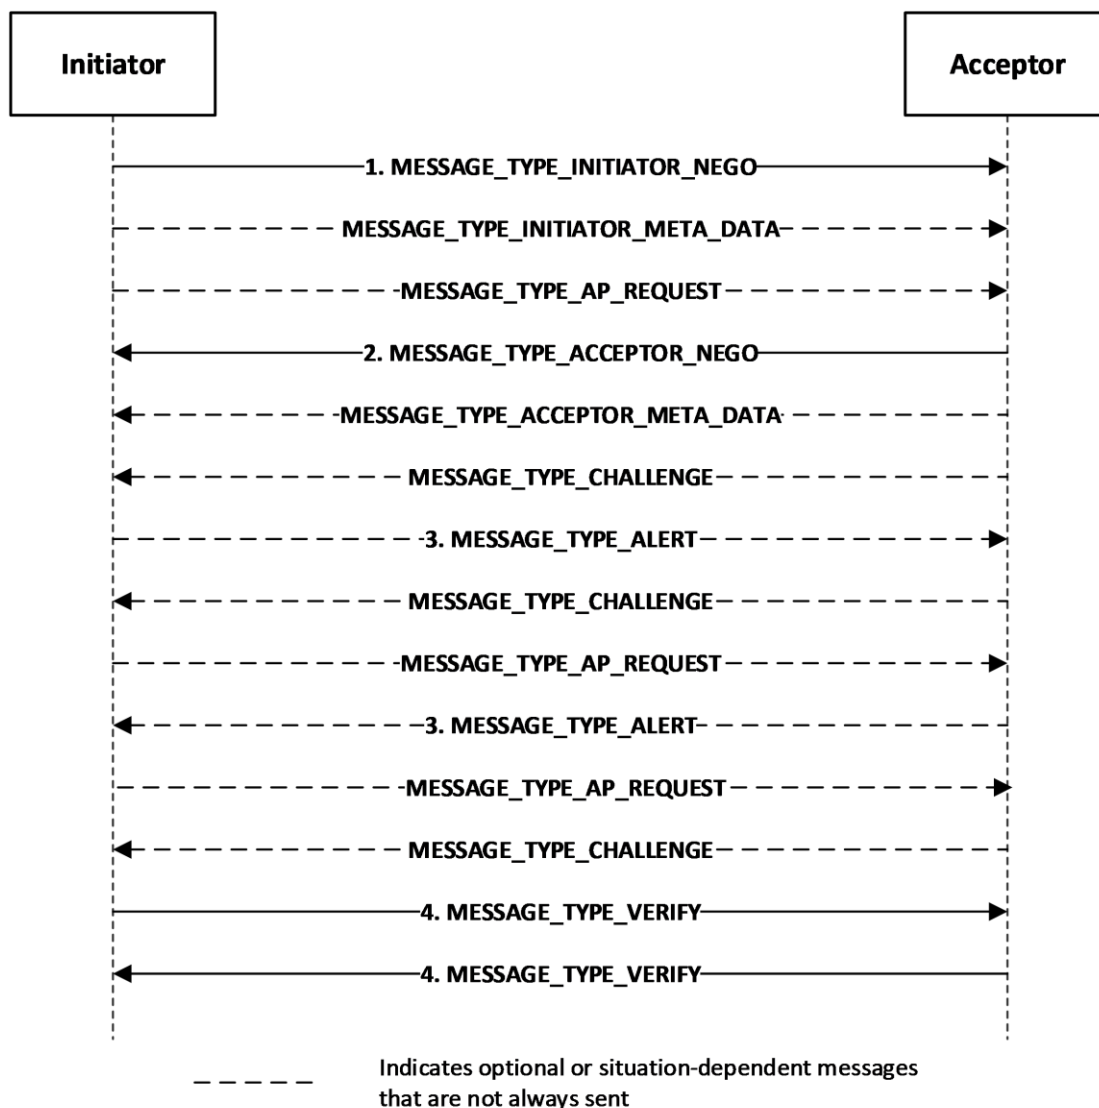 Initiator
Acceptor
1. MESSAGE_TYPE_INITIATOR_NEGO
MESSAGE_TYPE_INITIATOR_META_DATA
MESSAGE_TYPE_AP_REQUEST
2. MESSAGE_TYPE_ACCEPTOR_NEGO
MESSAGE_TYPE_ACCEPTOR_META_DATA
MESSAGE_TYPE_CHALLENGE
3. MESSAGE_TYPE_ALERT
MESSAGE_TYPE_CHALLENGE
MESSAGE_TYPE_AP_REQUEST
3. MESSAGE_TYPE_ALERT
MESSAGE_TYPE_AP_REQUEST
MESSAGE_TYPE_CHALLENGE
4. MESSAGE_TYPE_VERIFY
4. MESSAGE_TYPE_VERIFY
Indicates optional or situation-dependent messages
that are not always sent